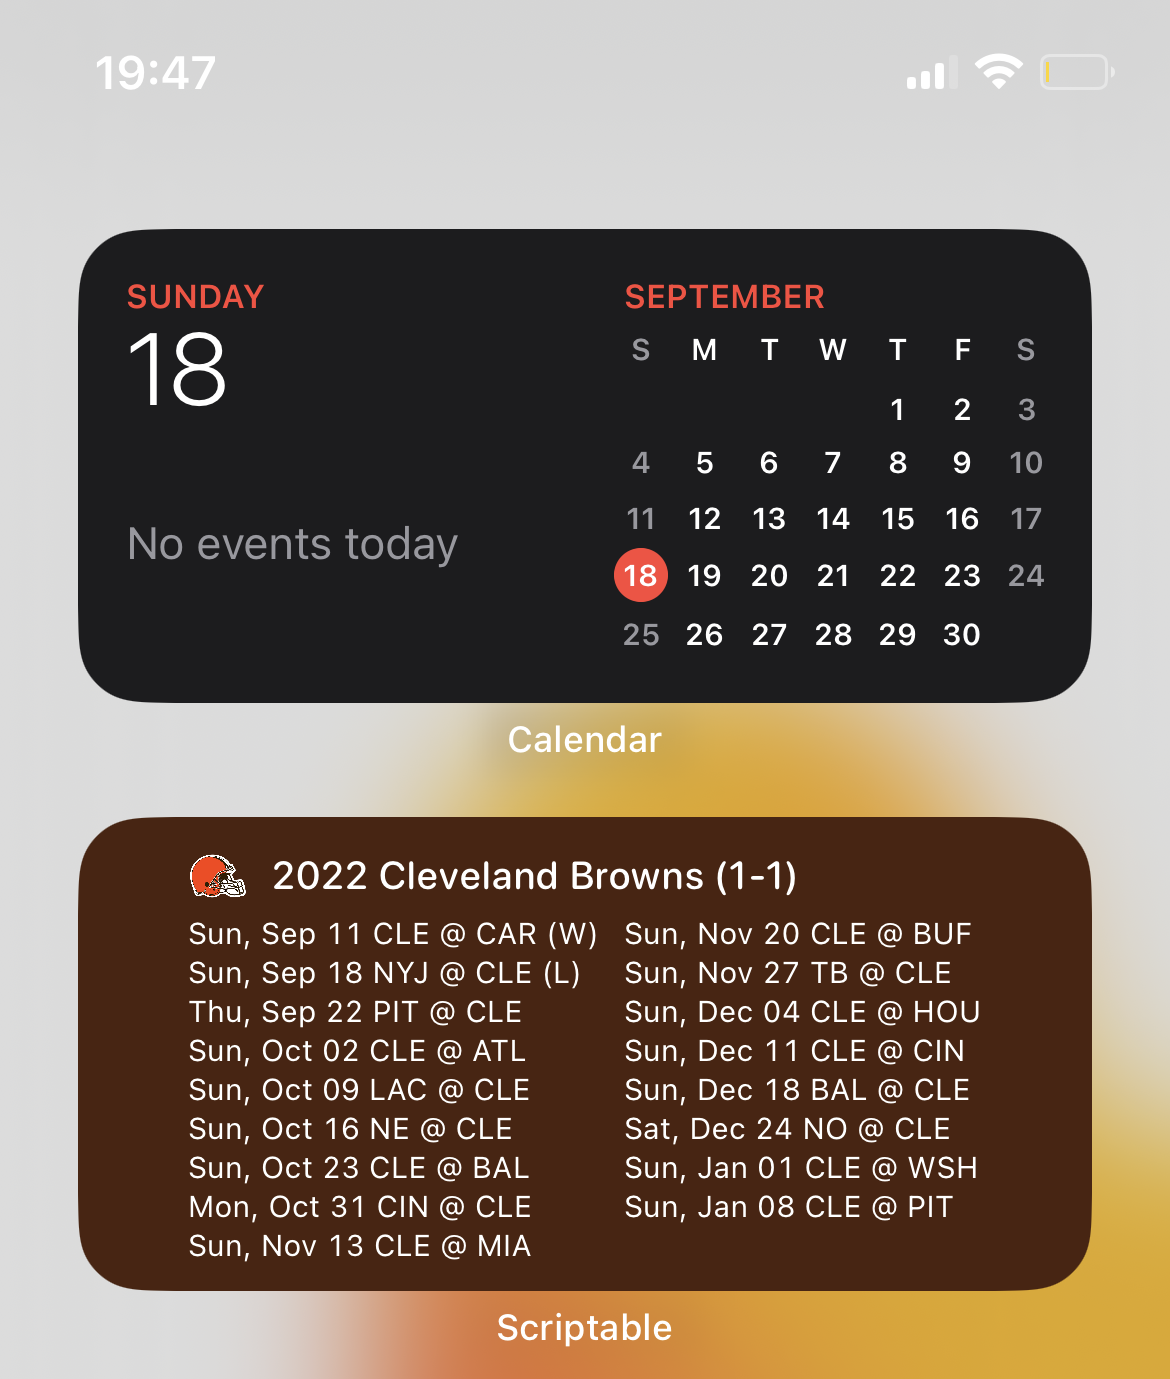 19:47
SUNDAY
18
No events today
SEPTEMBER
S M T W T F S
1 2 3
4 5 6 7 8 9 10
11 12 13 14 15 16 17
18 19 20 21 22 23 24
25 26 27 28 29 30
Calendar
2022 Cleveland Browns (1-1)
Sun, Sep 11 CLE @ CAR (W)
Sun, Sep 18 NYJ @ CLE (L)
Thu, Sep 22 PIT @ CLE
Sun, Oct 02 CLE @ ATL
Sun, Oct 09 LAC @ CLE
Sun, Oct 16 NE @ CLE
Sun, Oct 23 CLE @ BAL
Mon, Oct 31 CIN @ CLE
Sun, Nov 13 CLE @ MIA
Sun, Nov 20 CLE @ BUF
Sun, Nov 27 TB @ CLE
Sun, Dec 04 CLE @ HOU
Sun, Dec 11 CLE @ CIN
Sun, Dec 18 BAL @ CLE
Sat, Dec 24 NO @ CLE
Sun, Jan 01 CLE @ WSH
Sun, Jan 08 CLE @ PIT
Scriptable